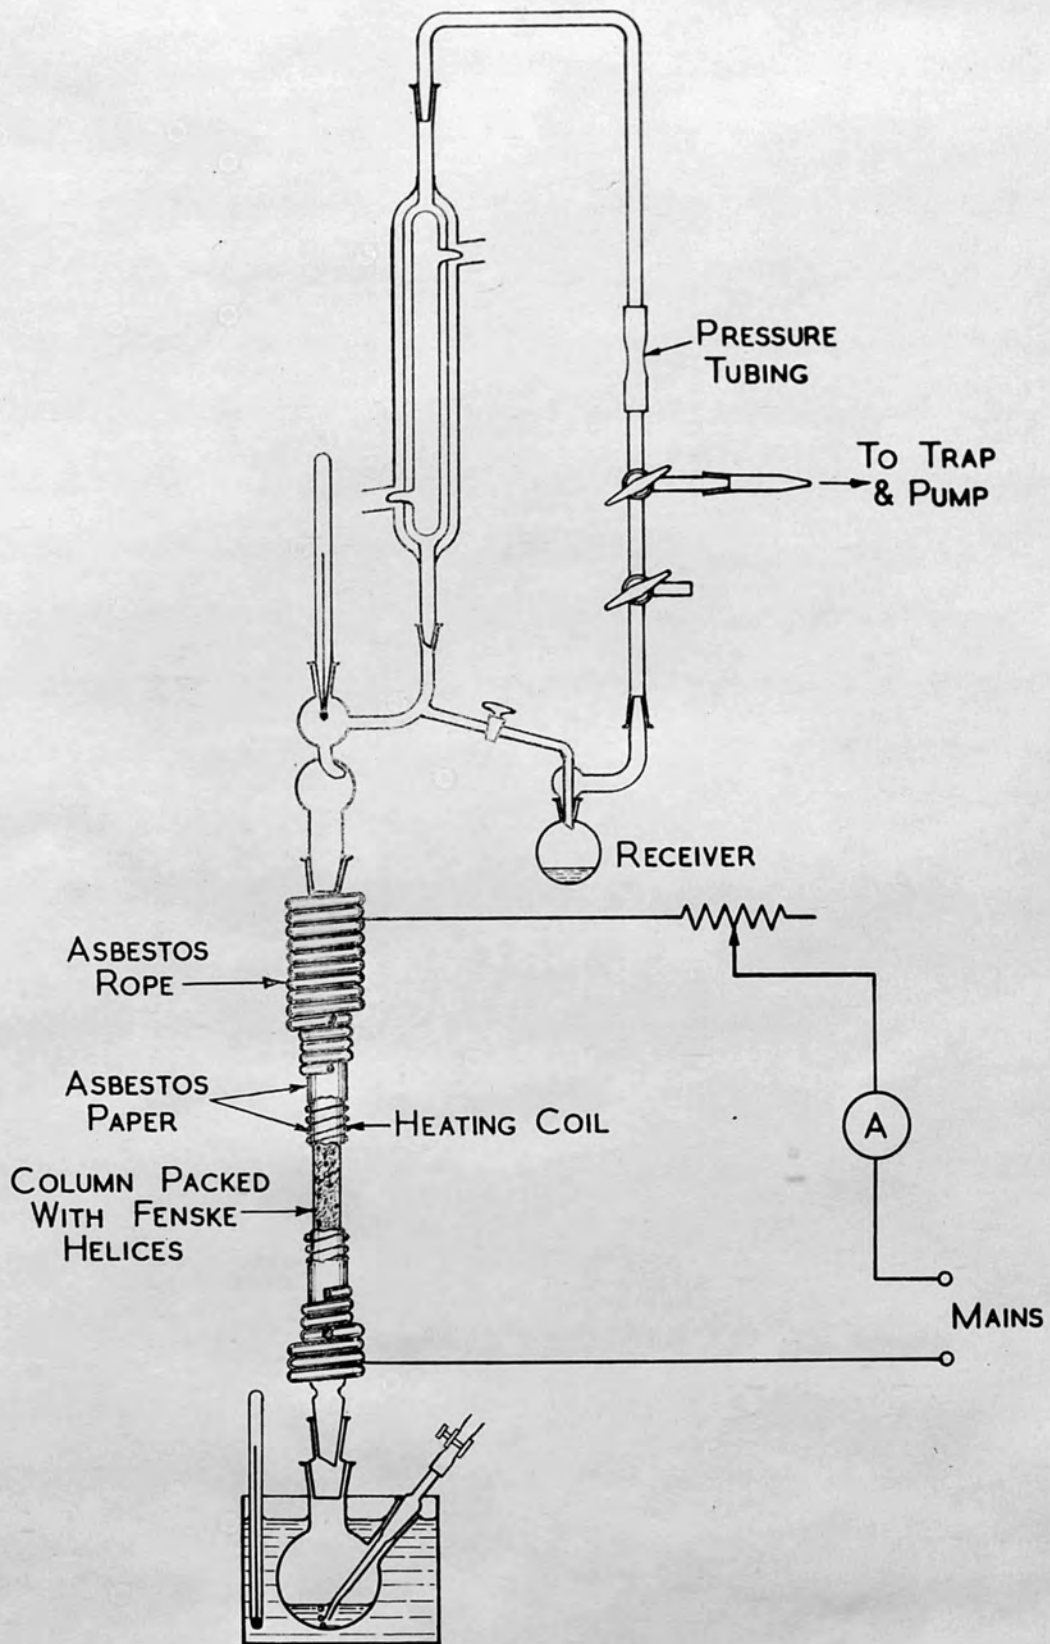 PRESSURE
TUBING
TO TRAP
& PUMP
RECEIVER
ASBESTOS
ROPE
ASBESTOS
PAPER
HEATING COIL
A
COLUMN PACKED
WITH FENSKE
HELICES
MAINS